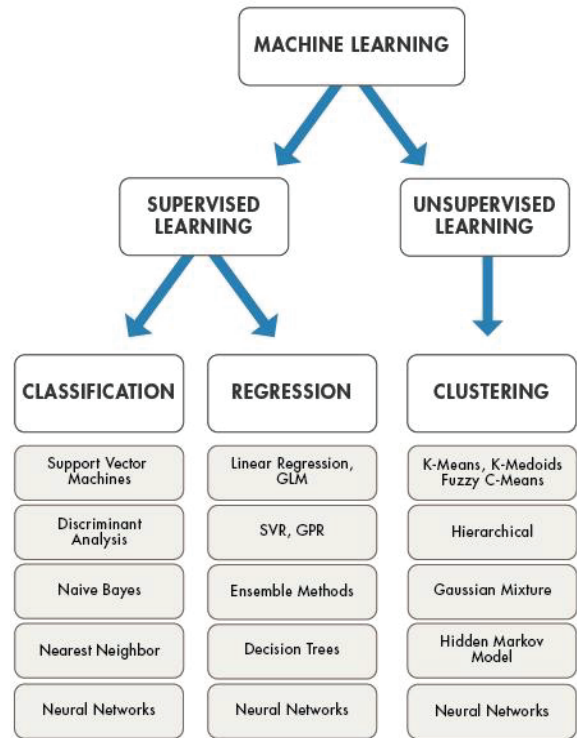 MACHINE LEARNING
SUPERVISED
LEARNING
UNSUPERVISED
LEARNING
CLASSIFICATION
Support Vector
Machines
Discriminant
Analysis
Naive Bayes
Nearest Neighbor
Neural Networks
REGRESSION
Linear Regression,
GLM
SVR, GPR
Ensemble Methods
Decision Trees
Neural Networks
CLUSTERING
K-Means, K-Medoids
Fuzzy C-Means
Hierarchical
Gaussian Mixture
Hidden Markov
Model
Neural Networks